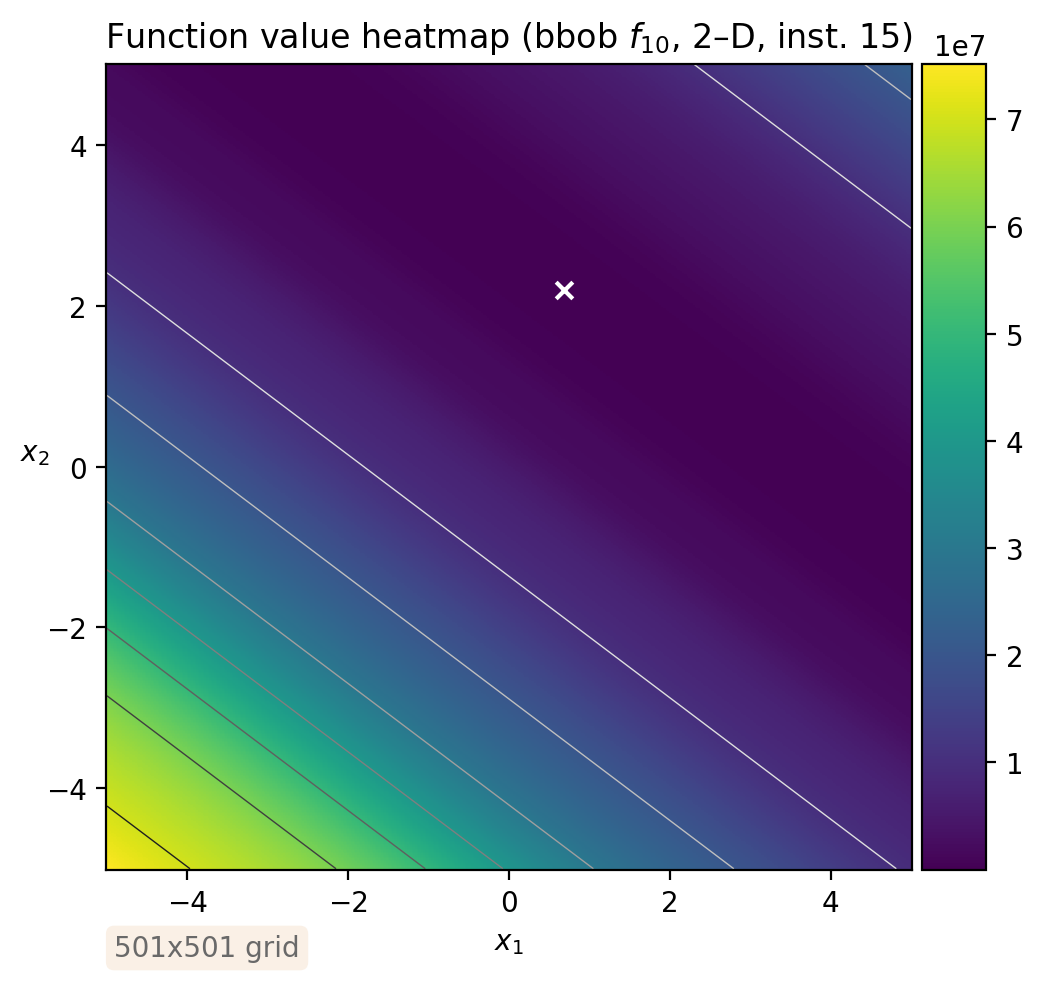 Function value heatmap (bbob f₁₀, 2–D, inst. 15)
1e7
7
6
5
4
3
2
1
4
2
0
−2
−4
x₂
−4 −2 0 2 4
x₁
501x501 grid